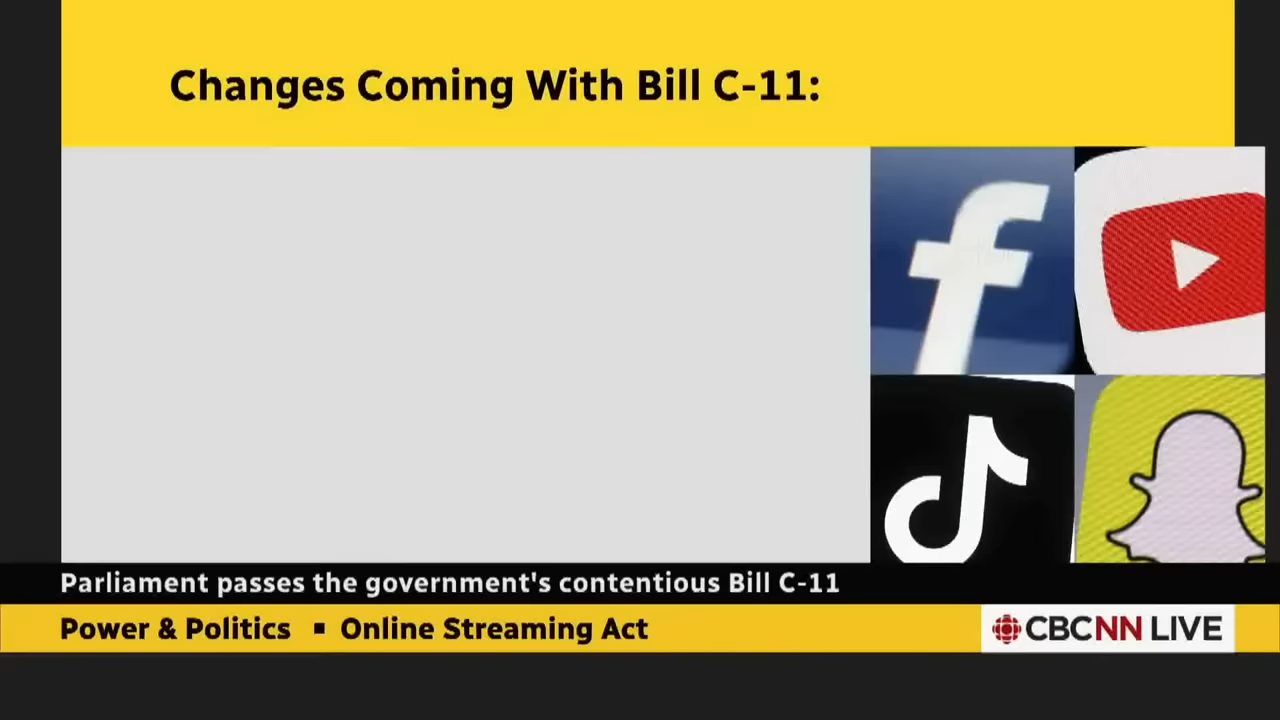 Changes Coming With Bill C-11:
Parliament passes the government's contentious Bill C-11
Power & Politics ▪ Online Streaming Act
CBCNN LIVE